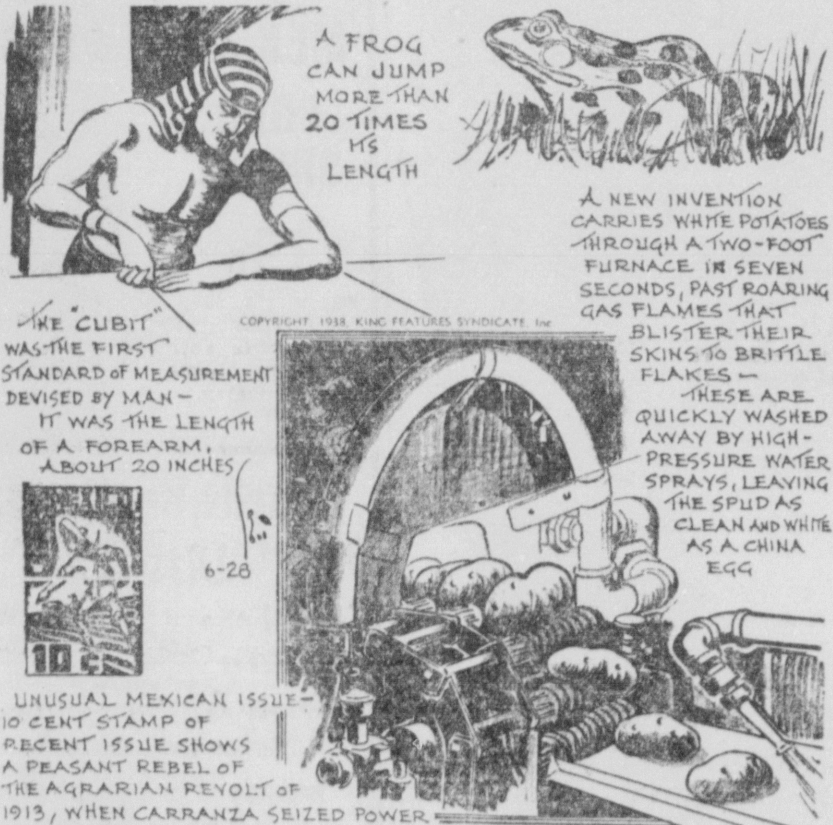 A FROG
CAN JUMP
MORE THAN
20 TIMES
ITS
LENGTH
A NEW INVENTION
CARRIES WHITE POTATOES
THROUGH A TWO-FOOT
FURNACE IN SEVEN
SECONDS, PAST ROARING
GAS FLAMES THAT
BLISTER THEIR
SKINS TO BRITTLE
FLAKES —
THESE ARE
QUICKLY WASHED
AWAY BY HIGH-
PRESSURE WATER
SPRAYS, LEAVING
THE SPUD AS
CLEAN AND WHITE
AS A CHINA
EGG
COPYRIGHT, 1938, KING FEATURES SYNDICATE, Inc
THE "CUBIT"
WAS THE FIRST
STANDARD OF MEASUREMENT
DEVISED BY MAN —
IT WAS THE LENGTH
OF A FOREARM,
ABOUT 20 INCHES
6-28
10 c
UNUSUAL MEXICAN ISSUE —
10 CENT STAMP OF
RECENT ISSUE SHOWS
A PEASANT REBEL OF
THE AGRARIAN REVOLT OF
1913, WHEN CARRANZA SEIZED POWER